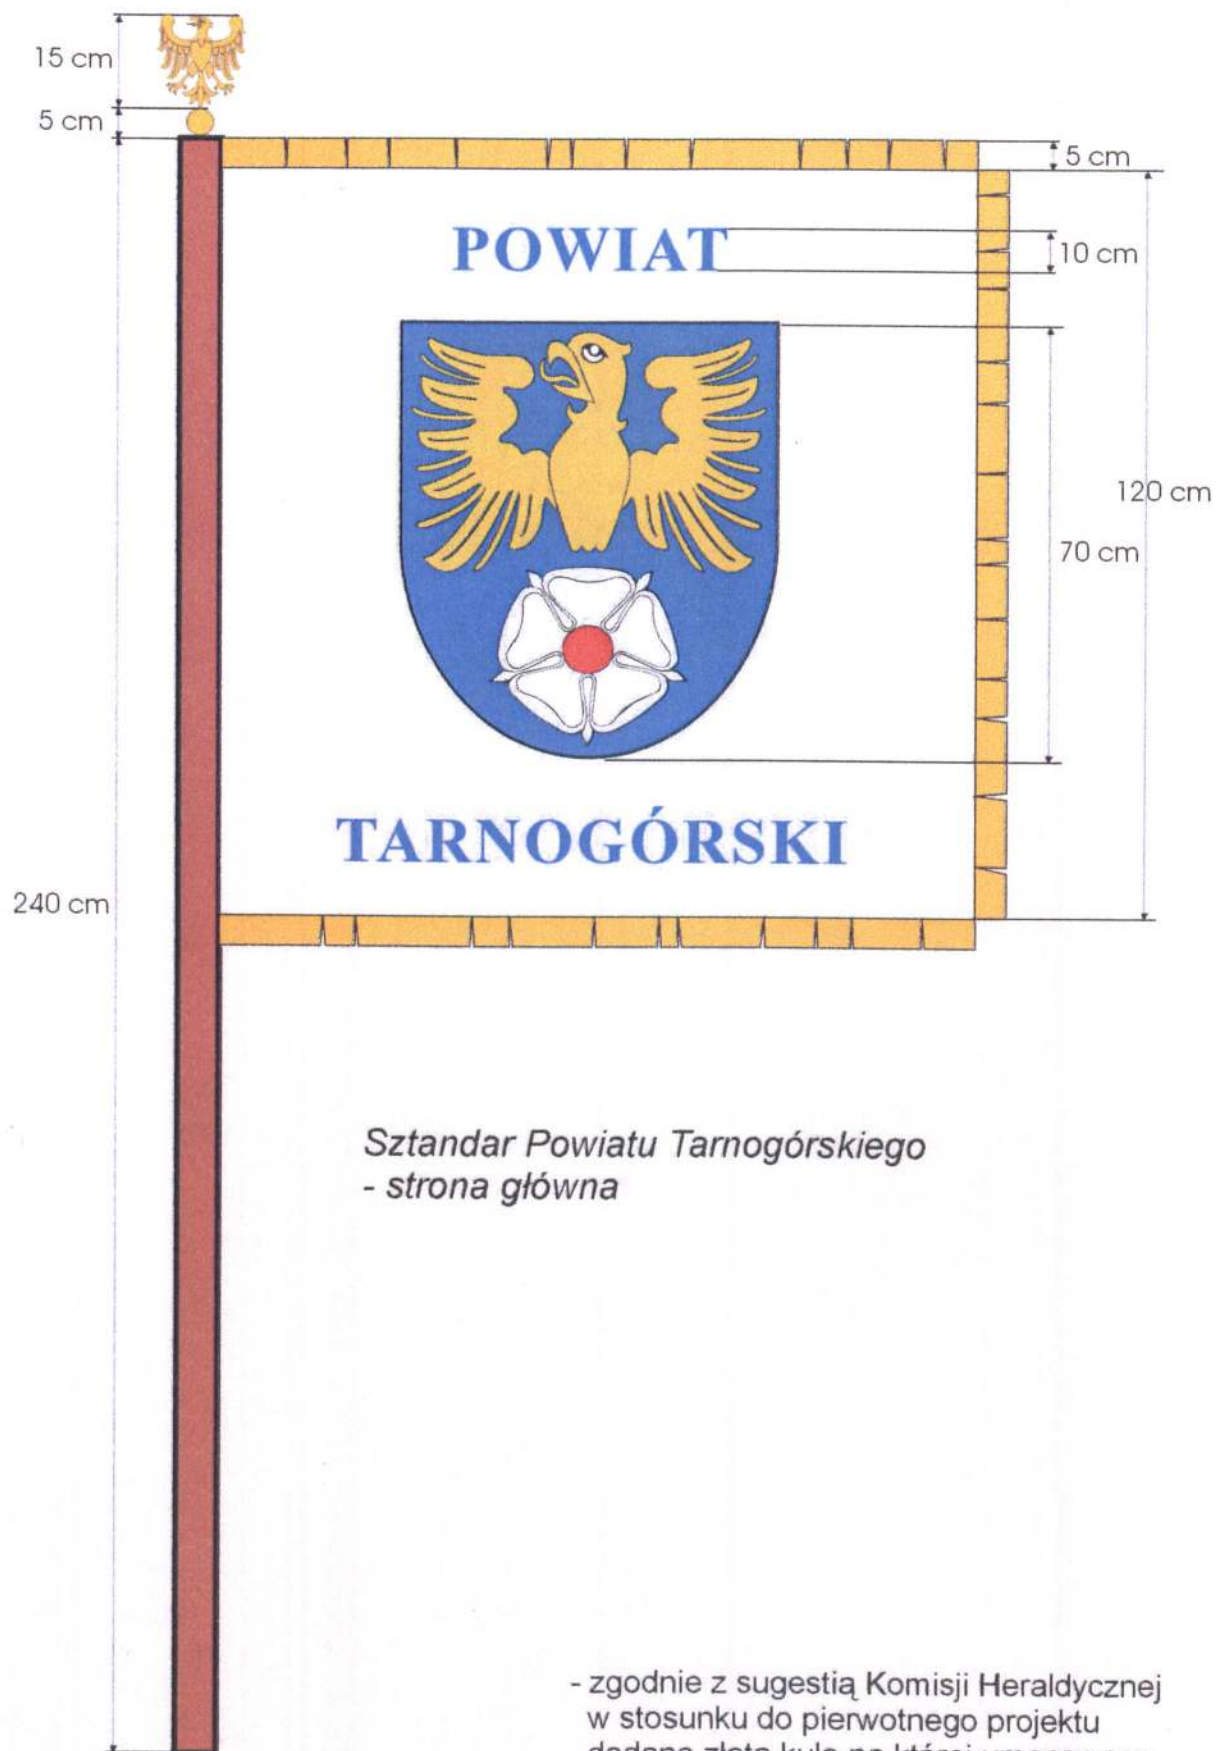 15 cm
5 cm
5 cm
POWIAT
10 cm
120 cm
70 cm
TARNOGÓRSKI
240 cm
Sztandar Powiatu Tarnogórskiego
- strona główna
- zgodnie z sugestią Komisji Heraldycznej
w stosunku do pierwotnego projektu